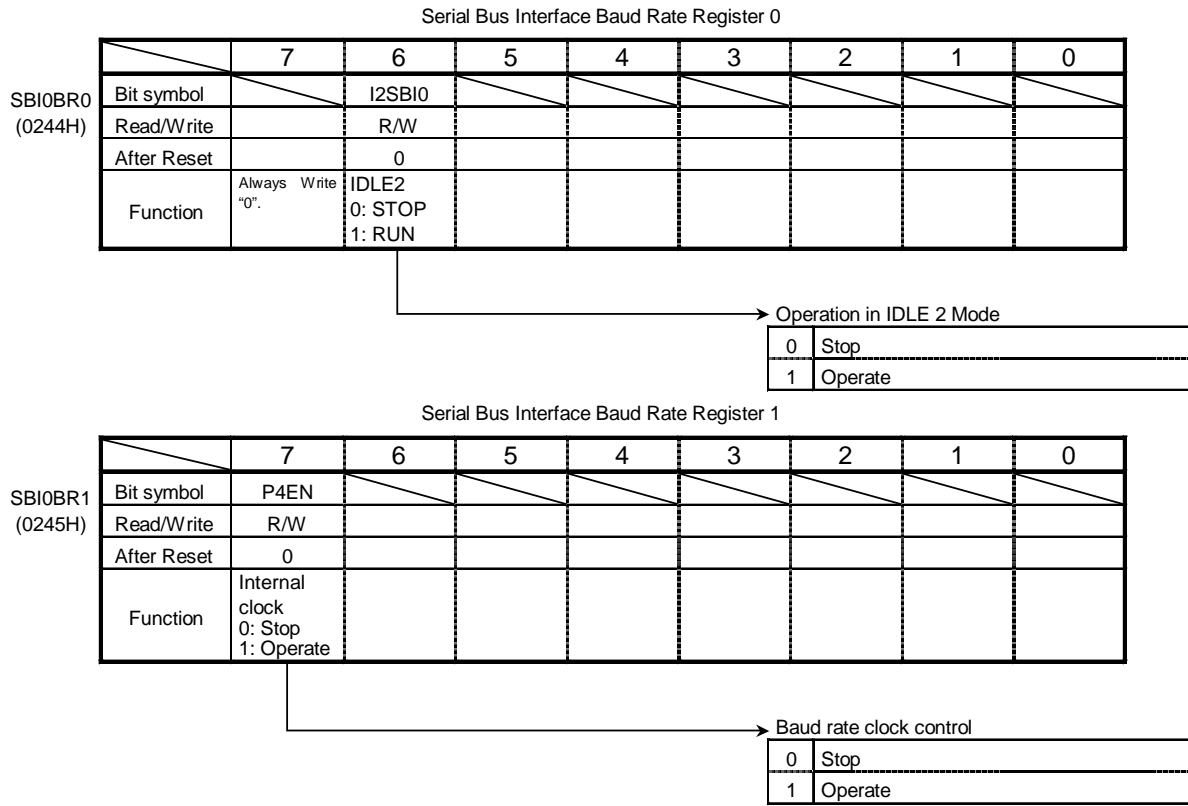 Serial Bus Interface Baud Rate Register 0
7 6 5 4 3 2 1 0
SBI0BR0
(0244H)
Bit symbol I2SBI0
Read/Write R/W
After Reset 0
Function
Always Write
“0”.
IDLE2
0: STOP
1: RUN
Operation in IDLE 2 Mode
0 Stop
1 Operate
Serial Bus Interface Baud Rate Register 1
7 6 5 4 3 2 1 0
SBI0BR1
(0245H)
Bit symbol P4EN
Read/Write R/W
After Reset 0
Function
Internal
clock
0: Stop
1: Operate
Baud rate clock control
0 Stop
1 Operate